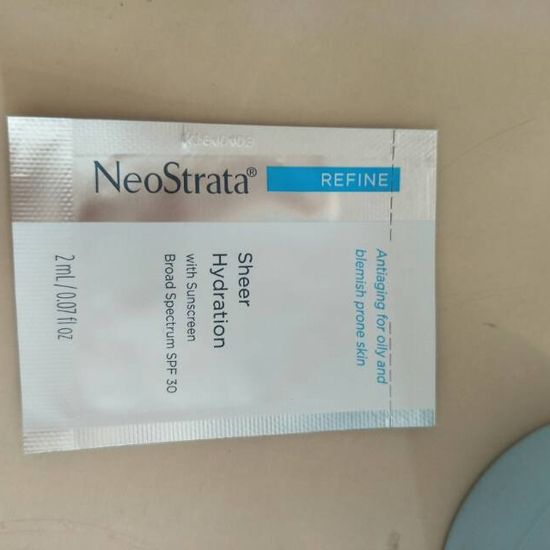 NeoStrata®
REFINE
Antiaging for oily and
blemish prone skin
Sheer
Hydration
with Sunscreen
Broad Spectrum SPF 30
2 mL / 0.07 fl oz